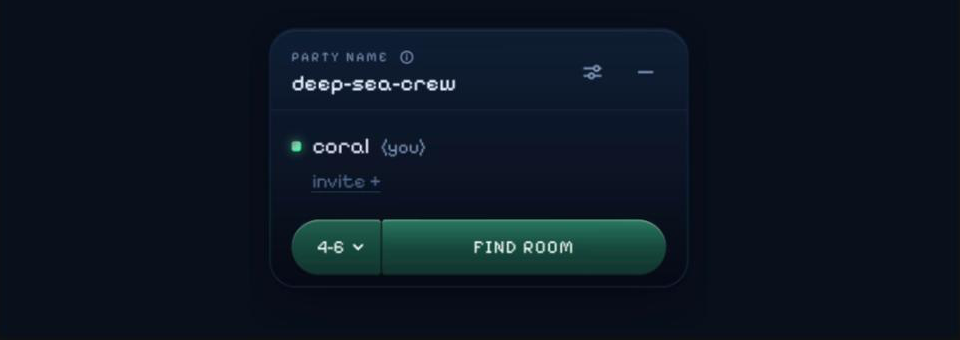 PARTY NAME
deep-sea-crew
coral (you)
invite +
4-6
FIND ROOM